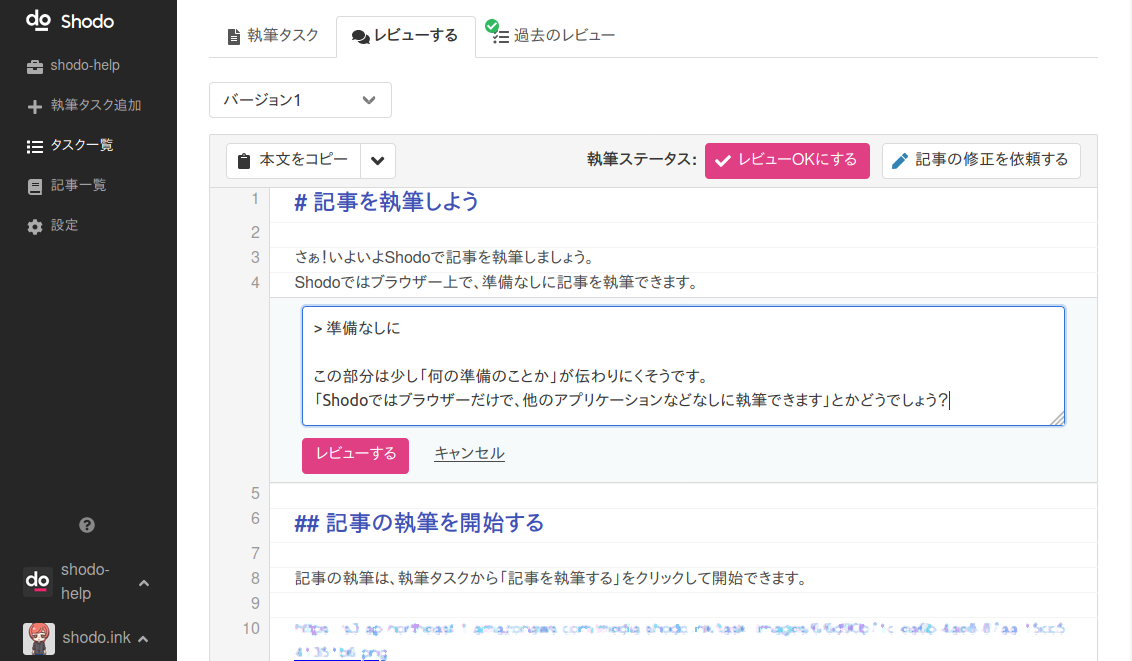 do Shodo
shodo-help
執筆タスク追加
タスク一覧
記事一覧
設定
?
do shodo-help
shodo.ink
執筆タスク レビューする 過去のレビュー
バージョン1
本文をコピー 執筆ステータス: レビューOKにする 記事の修正を依頼する
1 # 記事を執筆しよう
2
3 さぁ！いよいよShodoで記事を執筆しましょう。
4 Shodoではブラウザー上で、準備なしに記事を執筆できます。
> 準備なしに
この部分は少し「何の準備のことか」が伝わりにくそうです。
「Shodoではブラウザーだけで、他のアプリケーションなどなしに執筆できます」とかどうでしょう？
レビューする キャンセル
5
6 ## 記事の執筆を開始する
7
8 記事の執筆は、執筆タスクから「記事を執筆する」をクリックして開始できます。
9
10